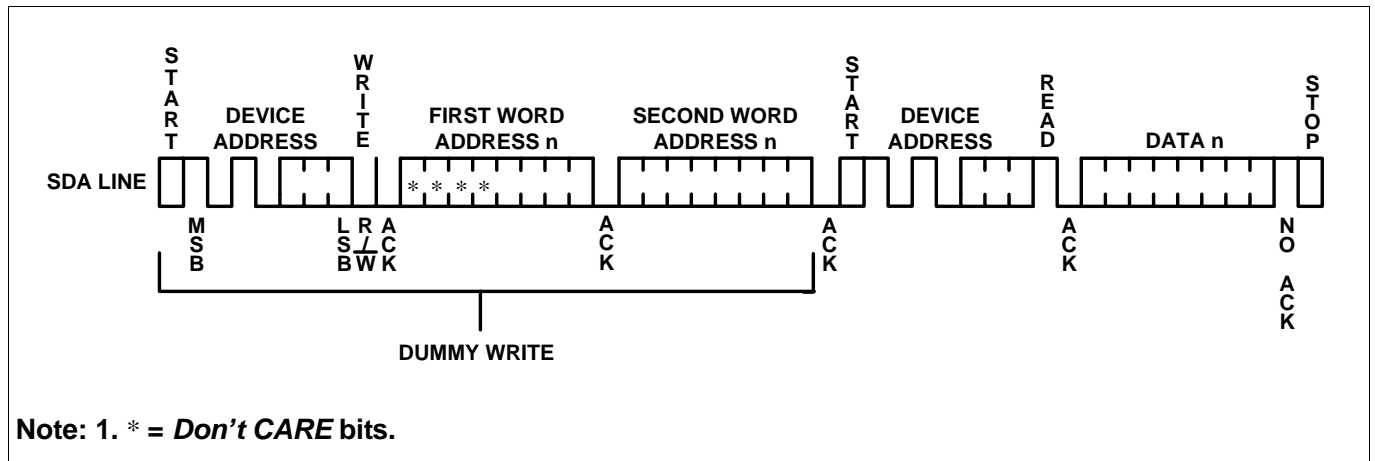 START
DEVICE
ADDRESS
WRITE
FIRST WORD
ADDRESS n
SECOND WORD
ADDRESS n
START
DEVICE
ADDRESS
READ
DATA n
STOP
SDA LINE
* * * *
MSB
LSB
R/W
ACK
ACK
ACK
ACK
NO ACK
DUMMY WRITE
Note: 1. * = Don't CARE bits.